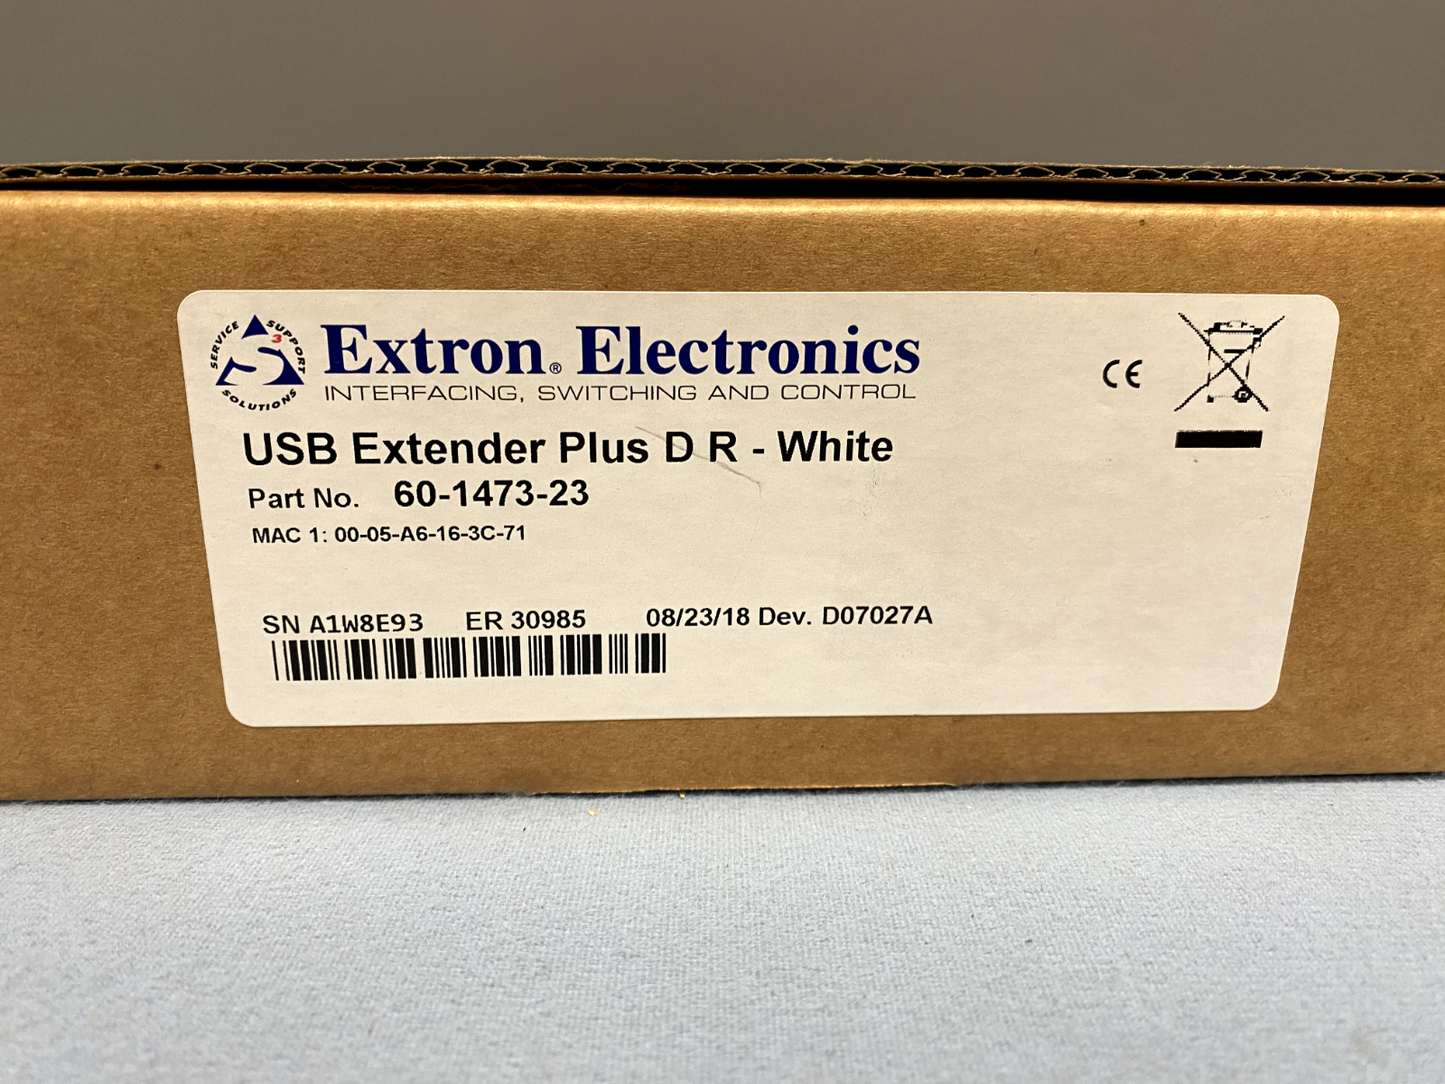 SERVICE SUPPORT SOLUTIONS
S3
Extron® Electronics
INTERFACING, SWITCHING AND CONTROL
CE
USB Extender Plus D R - White
Part No. 60-1473-23
MAC 1: 00-05-A6-16-3C-71
SN A1W8E93 ER 30985 08/23/18 Dev. D07027A